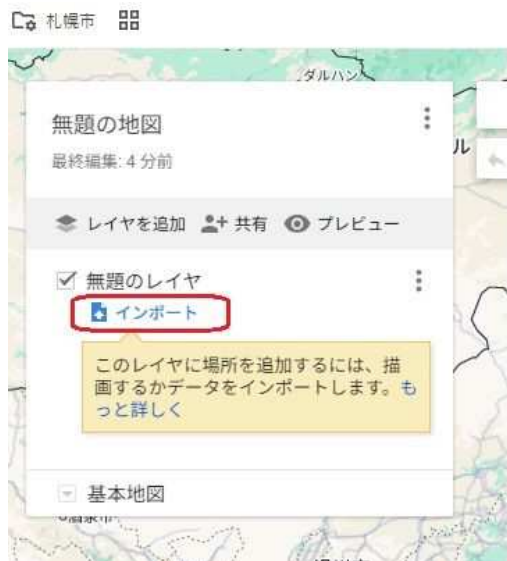 札幌市
ダルハン
無題の地図
ル
最終編集: 4 分前
レイヤを追加 共有 プレビュー
無題のレイヤ
インポート
このレイヤに場所を追加するには、描
画するかデータをインポートします。も
っと詳しく
基本地図
酒泉市